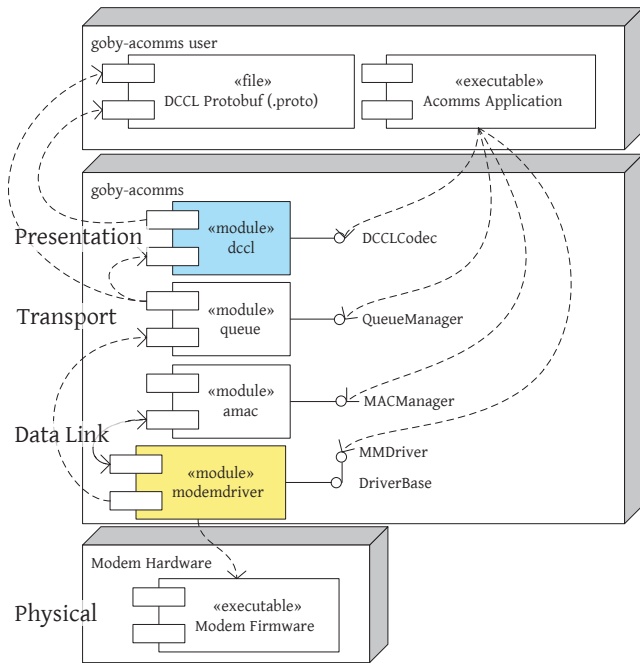 goby-acomms user
«file»
DCCL Protobuf (.proto)
«executable»
Acomms Application
goby-acomms
Presentation
«module»
dccl
DCCLCodec
Transport
«module»
queue
QueueManager
«module»
amac
MACManager
Data Link
«module»
modemdriver
MMDriver
DriverBase
Modem Hardware
Physical
«executable»
Modem Firmware